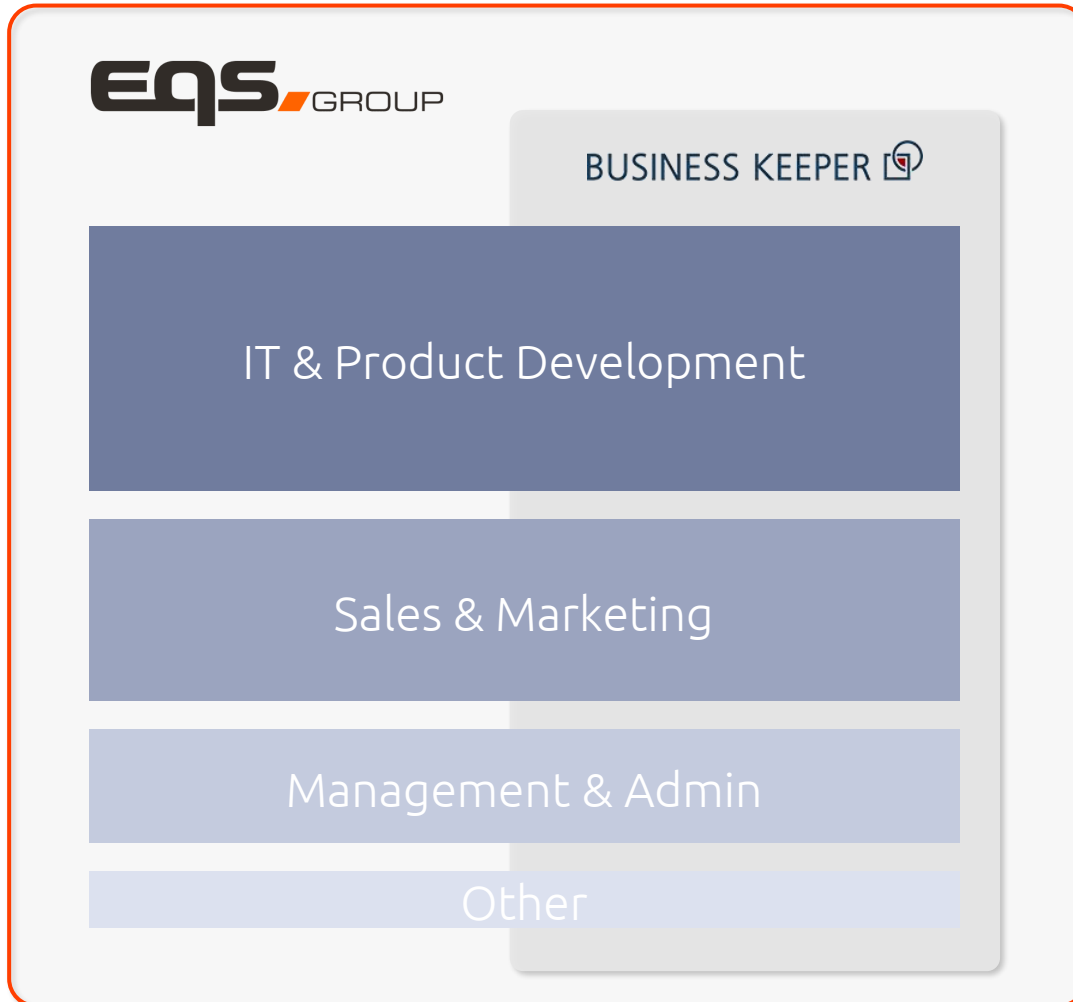 EQS GROUP
BUSINESS KEEPER
IT & Product Development
Sales & Marketing
Management & Admin
Other